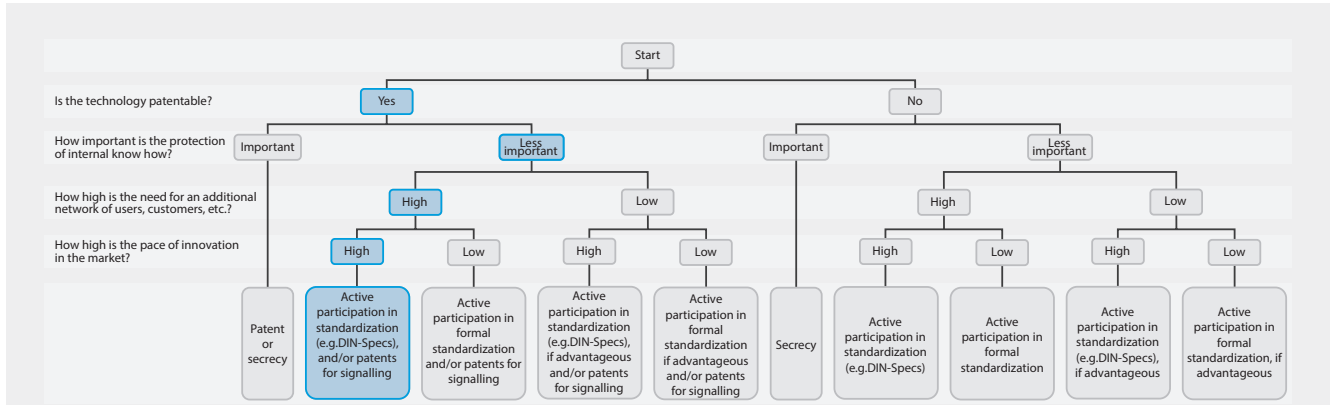 Start
Is the technology patentable?
Yes
No
How important is the protection
of internal know how?
Important
Less
important
Important
Less
important
How high is the need for an additional
network of users, customers, etc.?
High
Low
High
Low
How high is the pace of innovation
in the market?
High
Low
High
Low
High
Low
High
Low
Patent
or
secrecy
Active
participation in
standardization
(e.g.DIN-Specs),
and/or patents
for signalling
Active
participation in
formal
standardization
and/or patents for
signalling
Active
participation in
standardization
(e.g.DIN-Specs),
if advantageous
and/or patents
for signalling
Active
participation in
formal
standardization
if advantageous
and/or patents
for signalling
Secrecy
Active
participation in
standardization
(e.g.DIN-Specs)
Active
participation in
formal
standardization
Active
participation in
standardization
(e.g.DIN-Specs),
if advantageous
Active
participation in
formal
standardization, if
advantageous